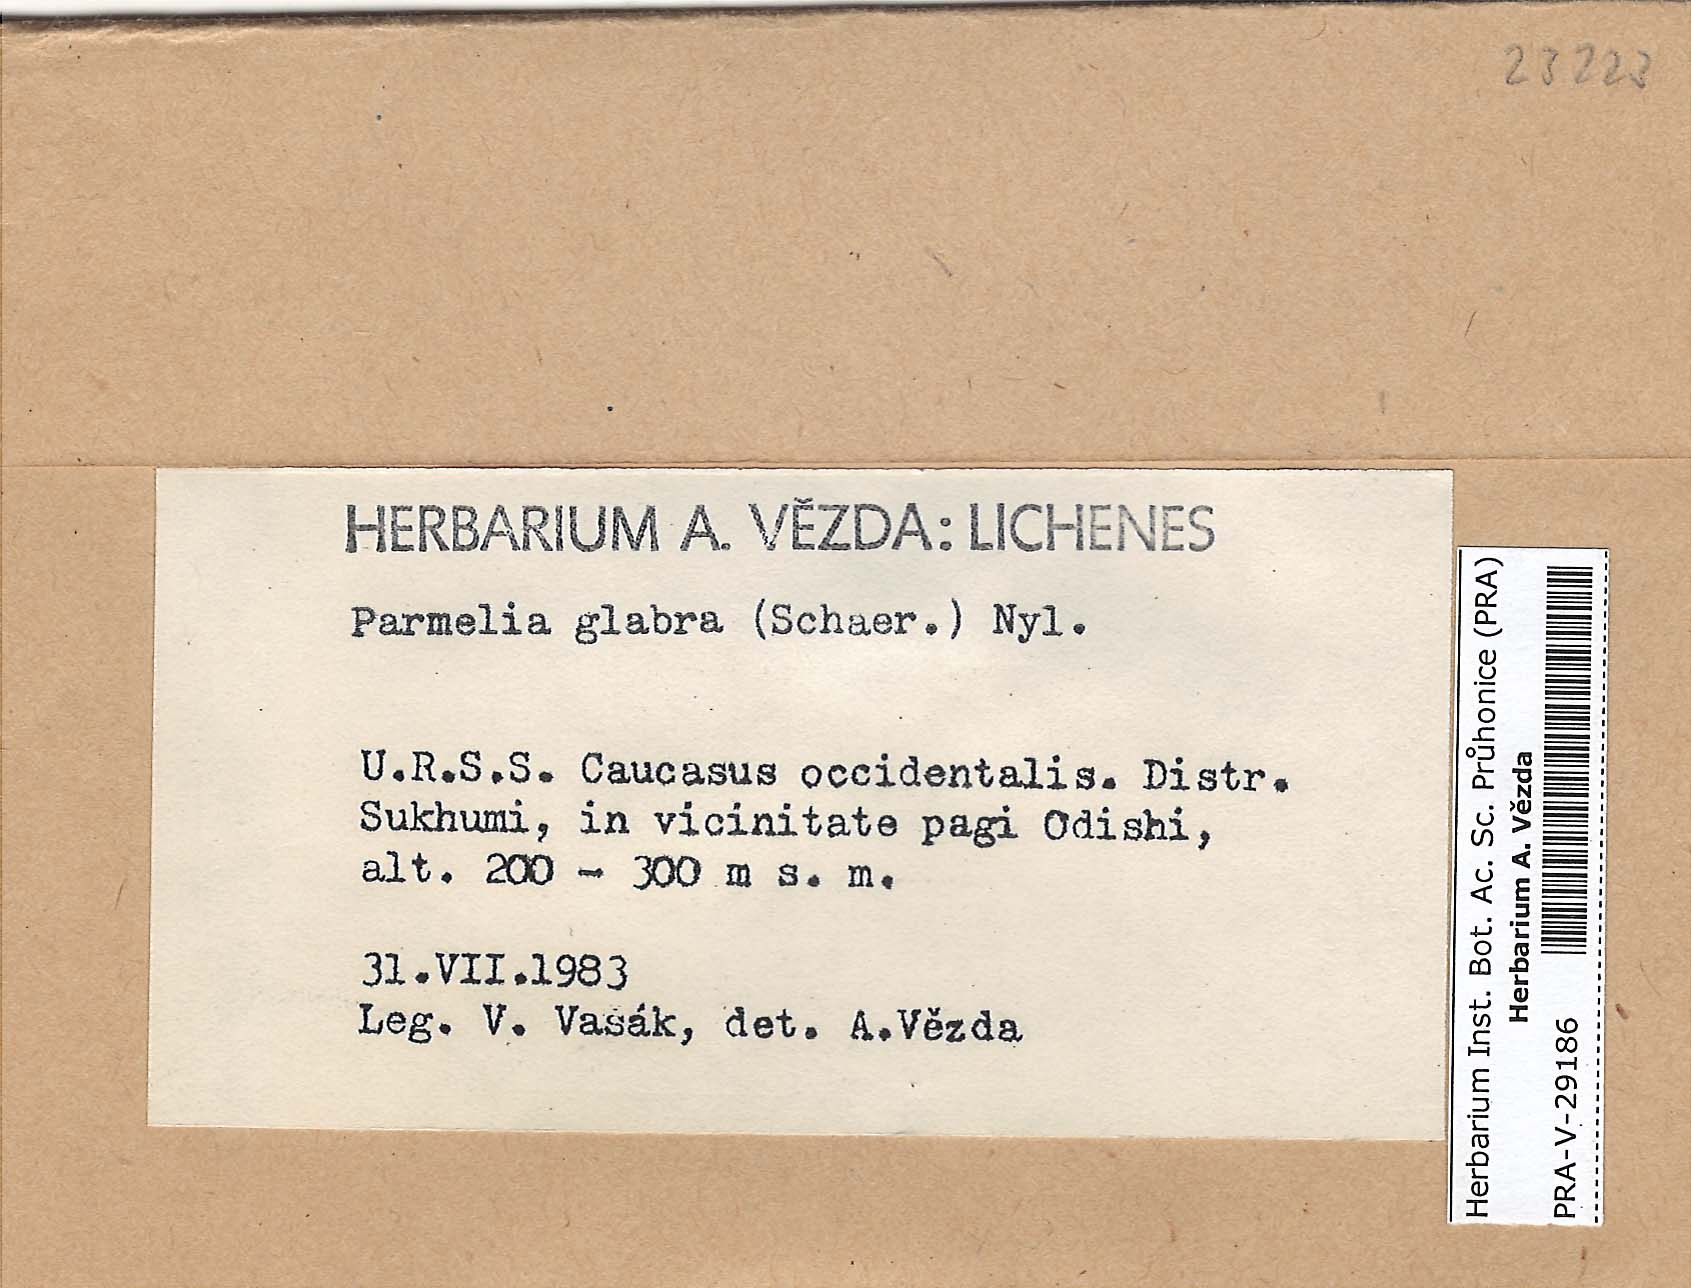 23223
HERBARIUM A. VĚZDA: LICHENES
Parmelia glabra (Schaer.) Nyl.
U.R.S.S. Caucasus occidentalis. Distr.
Sukhumi, in vicinitate pagi Odishi,
alt. 200 - 300 m s. m.
31.VII.1983
Leg. V. Vašák, det. A.Vězda
Herbarium Inst. Bot. Ac. Sc. Průhonice (PRA)
Herbarium A. Vězda
PRA-V-29186